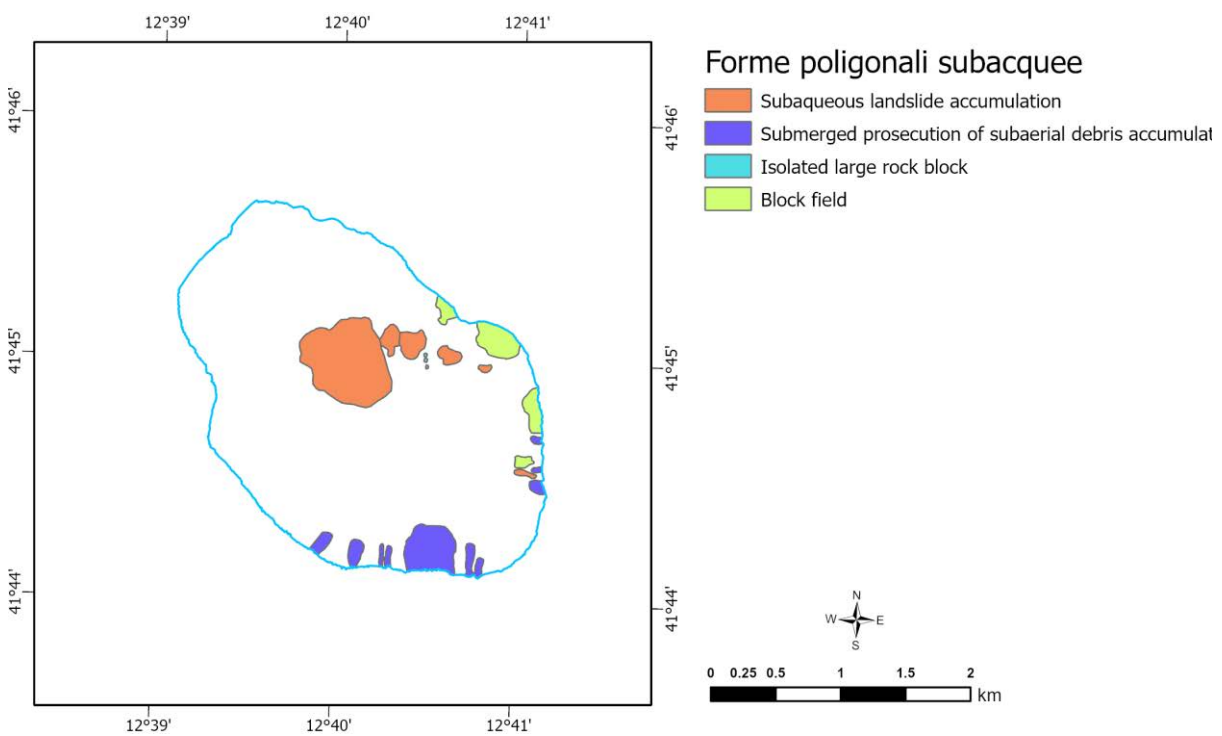 12°39' 12°40' 12°41'
41°46'
41°45'
41°44'
41°46'
41°45'
41°44'
12°39' 12°40' 12°41'
Forme poligonali subacquee
Subaqueous landslide accumulation
Submerged prosecution of subaerial debris accumulat
Isolated large rock block
Block field
N
W E
S
0 0.25 0.5 1 1.5 2
km